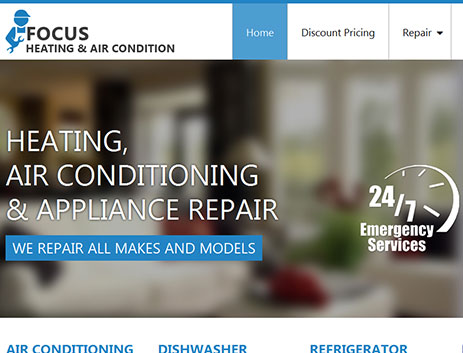 FOCUS
HEATING & AIR CONDITION
Home
Discount Pricing
Repair
HEATING,
AIR CONDITIONING
& APPLIANCE REPAIR
WE REPAIR ALL MAKES AND MODELS
24/7
Emergency
Services
AIR CONDITIONING
DISHWASHER
REFRIGERATOR